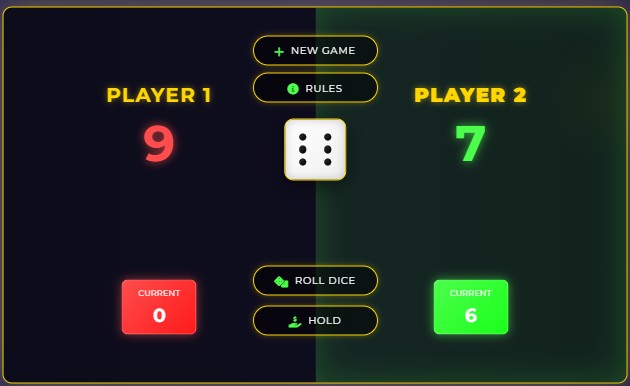 NEW GAME
RULES
PLAYER 1
PLAYER 2
9
7
ROLL DICE
HOLD
CURRENT
0
CURRENT
6